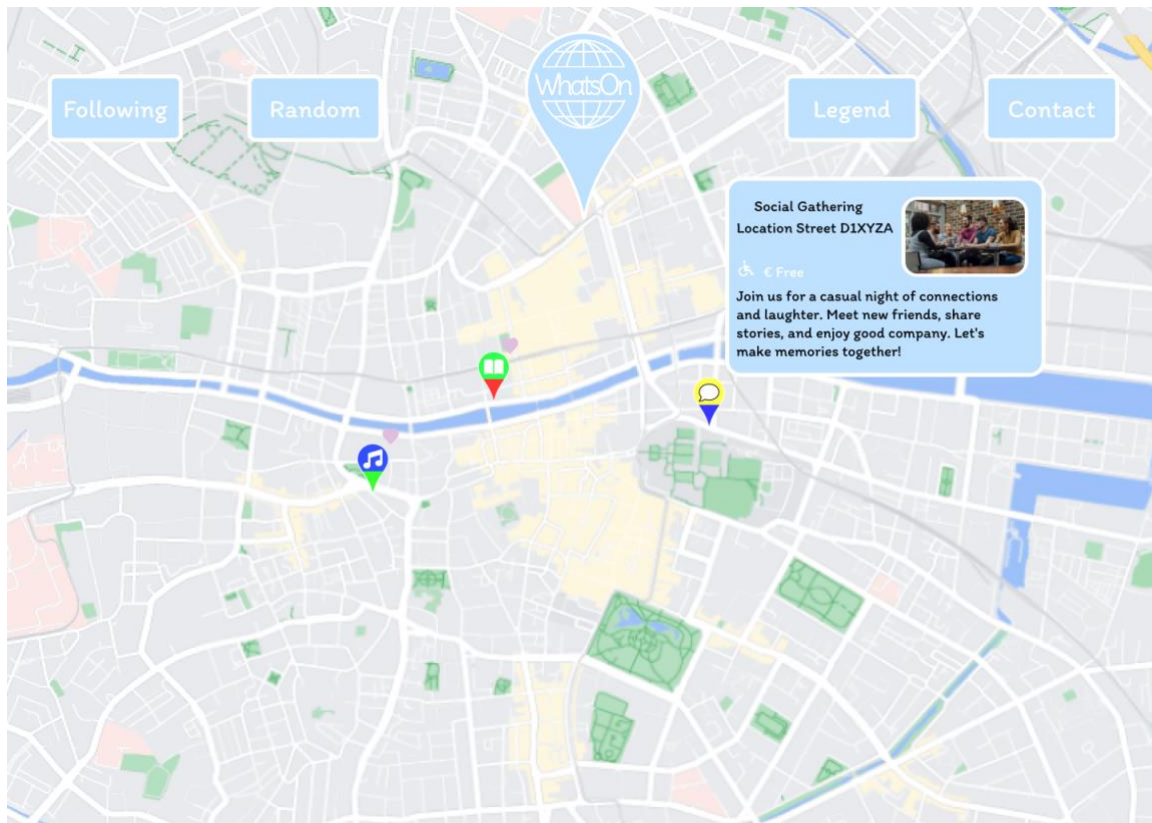 Following
Random
WhatsOn
Legend
Contact
Social Gathering
Location Street D1XYZA
€ Free
Join us for a casual night of connections
and laughter. Meet new friends, share
stories, and enjoy good company. Let's
make memories together!